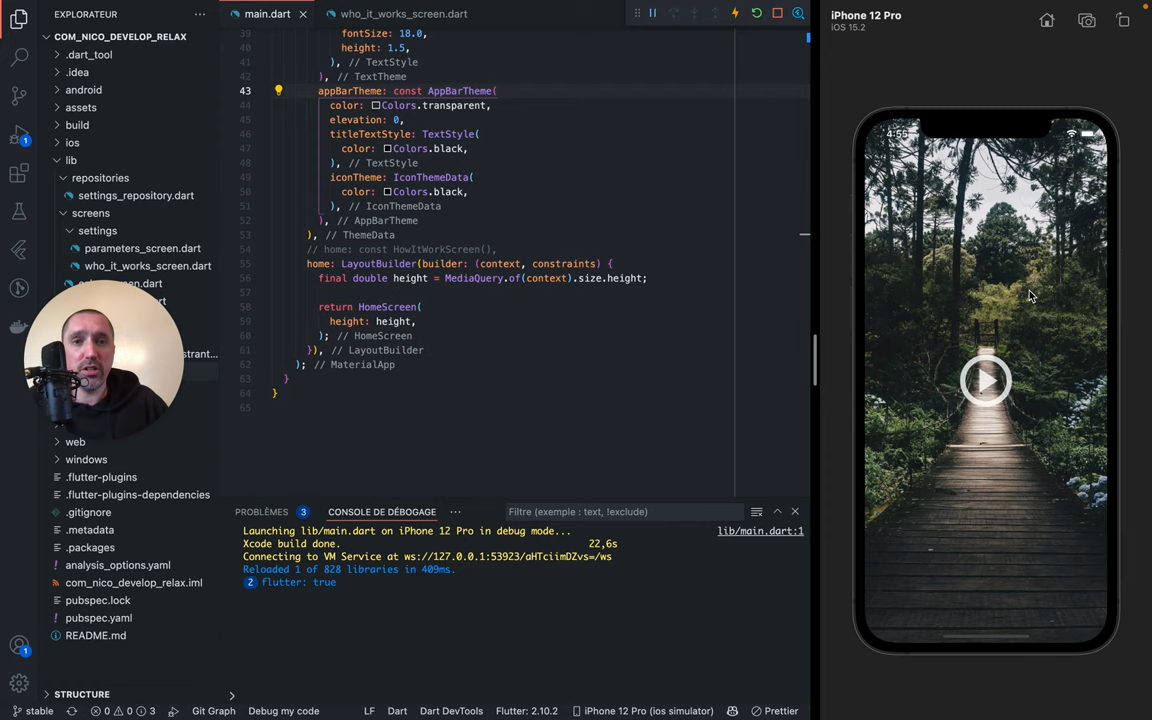 EXPLORATEUR
COM_NICO_DEVELOP_RELAX
.dart_tool
.idea
android
assets
build
ios
lib
repositories
settings_repository.dart
screens
settings
parameters_screen.dart
who_it_works_screen.dart
web
windows
.flutter-plugins
.flutter-plugins-dependencies
.gitignore
.metadata
.packages
analysis_options.yaml
com_nico_develop_relax.iml
pubspec.lock
pubspec.yaml
README.md
STRUCTURE
main.dart
who_it_works_screen.dart
39 fontSize: 18.0,
40 height: 1.5,
41 ), // TextStyle
42 ), // TextTheme
43 appBarTheme: const AppBarTheme(
44 color: Colors.transparent,
45 elevation: 0,
46 titleTextStyle: TextStyle(
47 color: Colors.black,
48 ), // TextStyle
49 iconTheme: IconThemeData(
50 color: Colors.black,
51 ), // IconThemeData
52 ), // AppBarTheme
53 ), // ThemeData
54 // home: const HowItWorkScreen(),
55 home: LayoutBuilder(builder: (context, constraints) {
56 final double height = MediaQuery.of(context).size.height;
57
58 return HomeScreen(
59 height: height,
60 ); // HomeScreen
61 }), // LayoutBuilder
62 ); // MaterialApp
63 }
64 }
65
PROBLÈMES 3 CONSOLE DE DÉBOGAGE Filtre (exemple : text, !exclude)
Launching lib/main.dart on iPhone 12 Pro in debug mode... lib/main.dart:1
Xcode build done. 22,6s
Connecting to VM Service at ws://127.0.0.1:53923/aHTciimDZvs=/ws
Reloaded 1 of 828 libraries in 409ms.
2 flutter: true
stable 0 0 3 Git Graph Debug my code LF Dart Dart DevTools Flutter: 2.10.2 iPhone 12 Pro (ios simulator) Prettier
iPhone 12 Pro
iOS 15.2
4:55